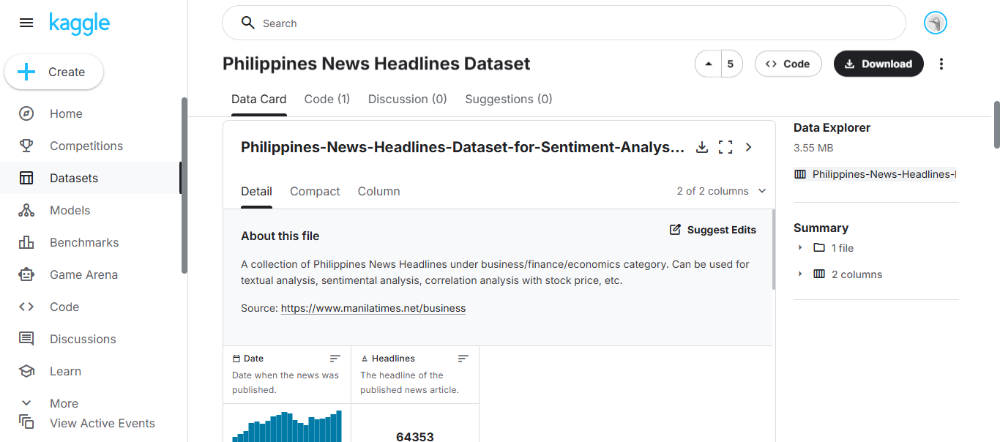 kaggle
Search
Create
Philippines News Headlines Dataset
5
Code
Download
Home
Competitions
Datasets
Models
Benchmarks
Game Arena
Code
Discussions
Learn
More
View Active Events
Data Card
Code (1)
Discussion (0)
Suggestions (0)
Philippines-News-Headlines-Dataset-for-Sentiment-Analys...
Detail
Compact
Column
2 of 2 columns
About this file
Suggest Edits
A collection of Philippines News Headlines under business/finance/economics category. Can be used for
textual analysis, sentimental analysis, correlation analysis with stock price, etc.
Source: https://www.manilatimes.net/business
Date
Date when the news was
published.
Headlines
The headline of the
published news article.
64353
Data Explorer
3.55 MB
Philippines-News-Headlines-
Summary
1 file
2 columns